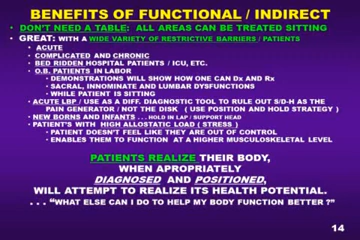 BENEFITS OF FUNCTIONAL / INDIRECT
• DON'T NEED A TABLE: ALL AREAS CAN BE TREATED SITTING
• GREAT: WITH A WIDE VARIETY OF RESTRICTIVE BARRIERS / PATIENTS
• ACUTE
• COMPLICATED AND CHRONIC
• BED RIDDEN HOSPITAL PATIENTS / ICU, ETC.
• O.B. PATIENTS IN LABOR
• DEMONSTRATIONS WILL SHOW HOW ONE CAN Dx AND Rx
• SACRAL, INNOMINATE AND LUMBAR DYSFUNCTIONS
• WHILE PATIENT IS SITTING
• ACUTE LBP / USE AS A DIFF. DIAGNOSTIC TOOL TO RULE OUT S/D-H AS THE
PAIN GENERATOR / NOT THE DISK ( USE POSITION AND HOLD STRATEGY )
• NEW BORNS AND INFANTS . . . HOLD IN LAP / SUPPORT HEAD
• PATIENT'S WITH HIGH ALLOSTATIC LOAD ( STRESS )
• PATIENT DOESN'T FEEL LIKE THEY ARE OUT OF CONTROL
• ENABLES THEM TO FUNCTION AT A HIGHER MUSCULOSKELETAL LEVEL
PATIENTS REALIZE THEIR BODY,
WHEN APROPRIATELY
DIAGNOSED AND POSITIONED,
WILL ATTEMPT TO REALIZE ITS HEALTH POTENTIAL.
. . . "WHAT ELSE CAN I DO TO HELP MY BODY FUNCTION BETTER ?"
14